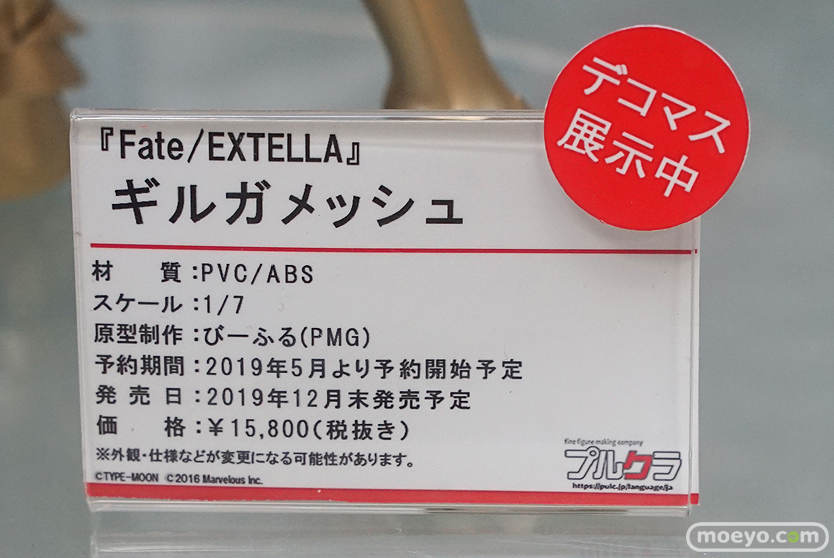 デコマス
展示中
『Fate/EXTELLA』
ギルガメッシュ
材　質:PVC/ABS
スケール:1/7
原型制作:びーふる(PMG)
予約期間:2019年5月より予約開始予定
発売日:2019年12月末発売予定
価　格:￥15,800(税抜き)
※外観・仕様などが変更になる可能性があります。
©TYPE-MOON ©2016 Marvelous Inc.
fine figure making company
プルクラ
https://pulc.jp/language/ja
moeyo.com